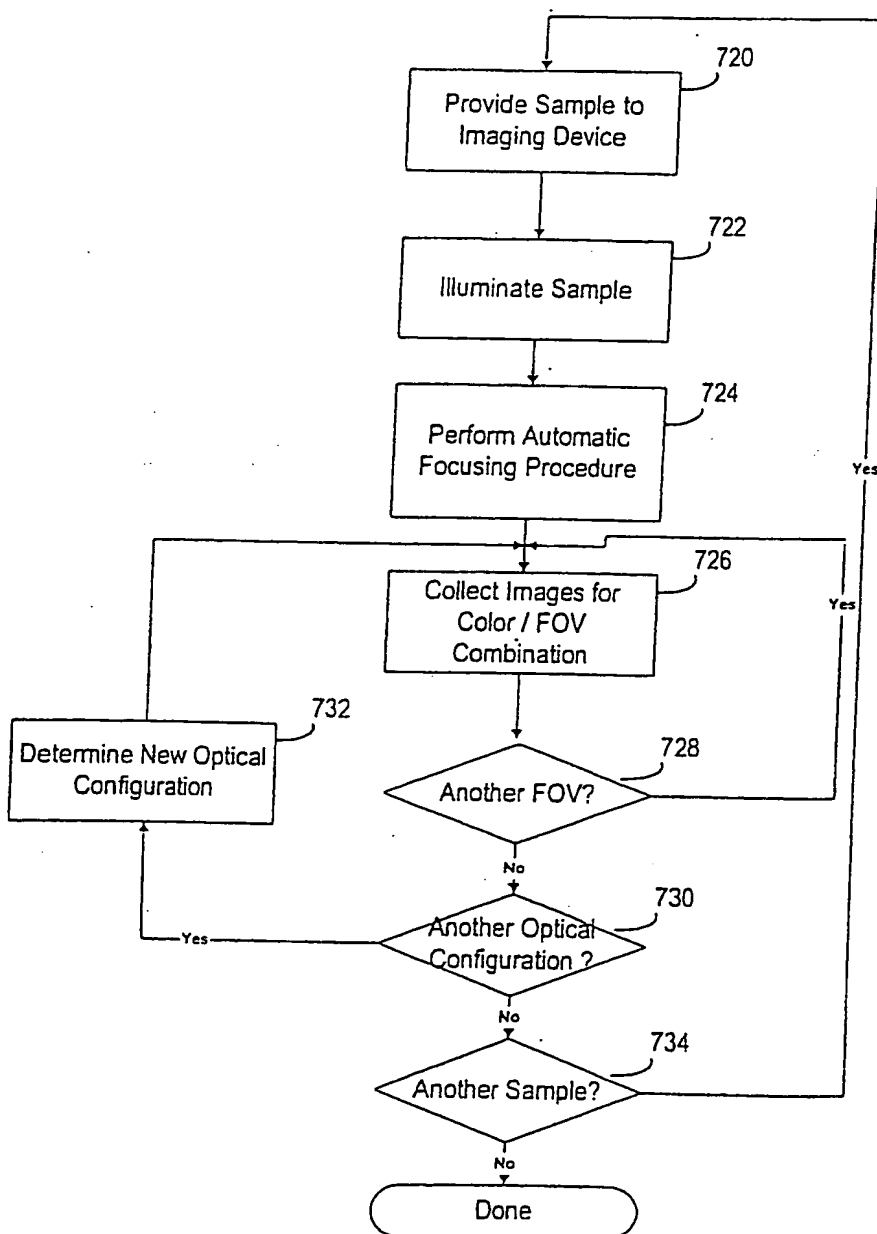 720
Provide Sample to
Imaging Device
722
Illuminate Sample
724
Perform Automatic
Focusing Procedure
Yes
726
Collect Images for
Color / FOV
Combination
Yes
732
Determine New Optical
Configuration
728
Another FOV?
No
730
Another Optical
Configuration ?
Yes
No
734
Another Sample?
No
Done